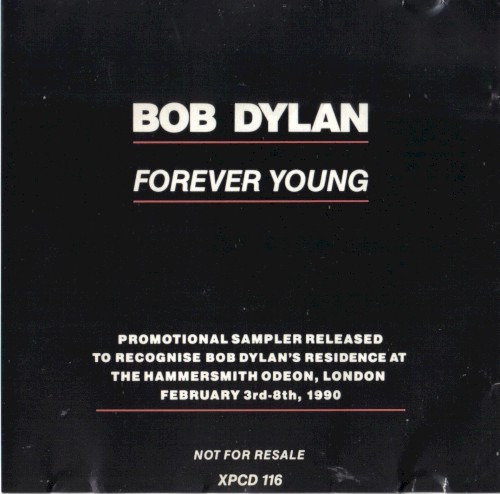 BOB DYLAN
FOREVER YOUNG
PROMOTIONAL SAMPLER RELEASED
TO RECOGNISE BOB DYLAN'S RESIDENCE AT
THE HAMMERSMITH ODEON, LONDON
FEBRUARY 3rd-8th, 1990
NOT FOR RESALE
XPCD 116